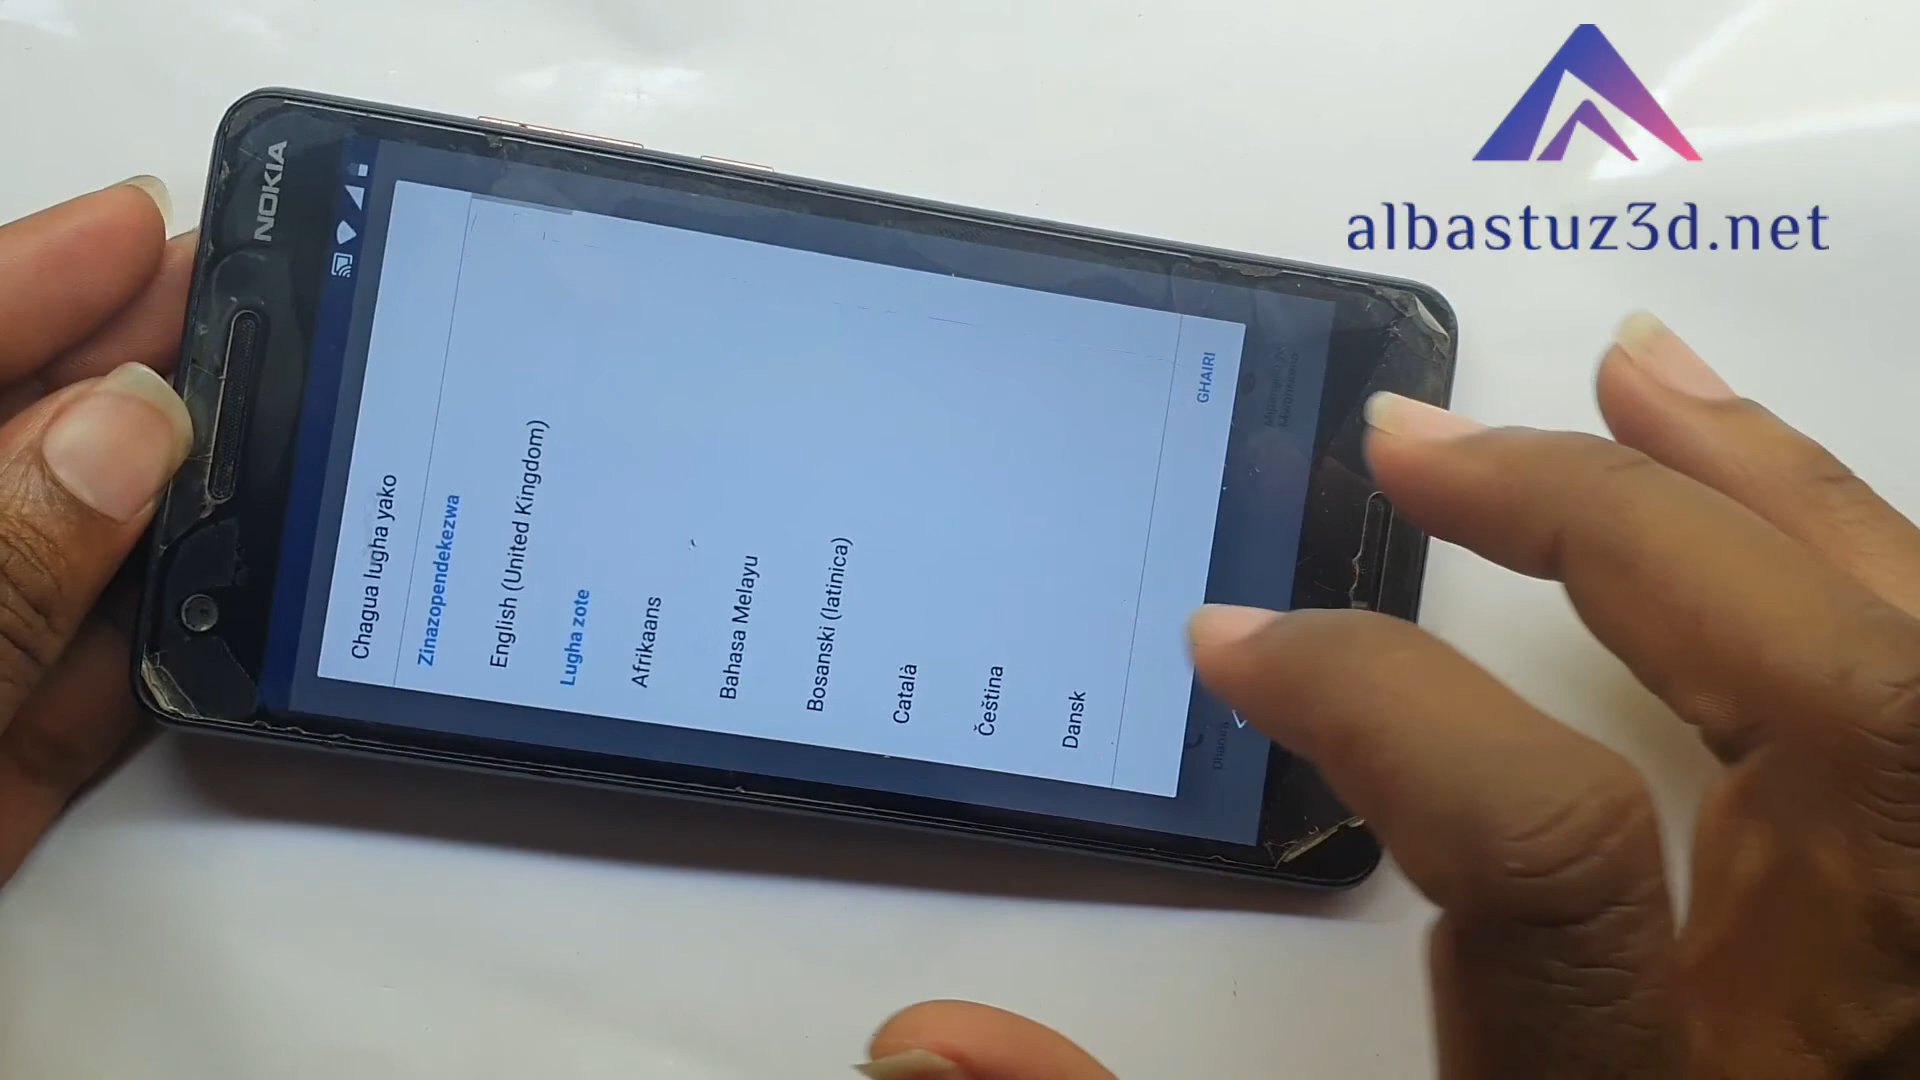 albastuz3d.net
NOKIA
Chagua lugha yako
Zinazopendekezwa
English (United Kingdom)
Lugha zote
Afrikaans
Bahasa Melayu
Bosanski (latinica)
Català
Čeština
Dansk
GHAIRI